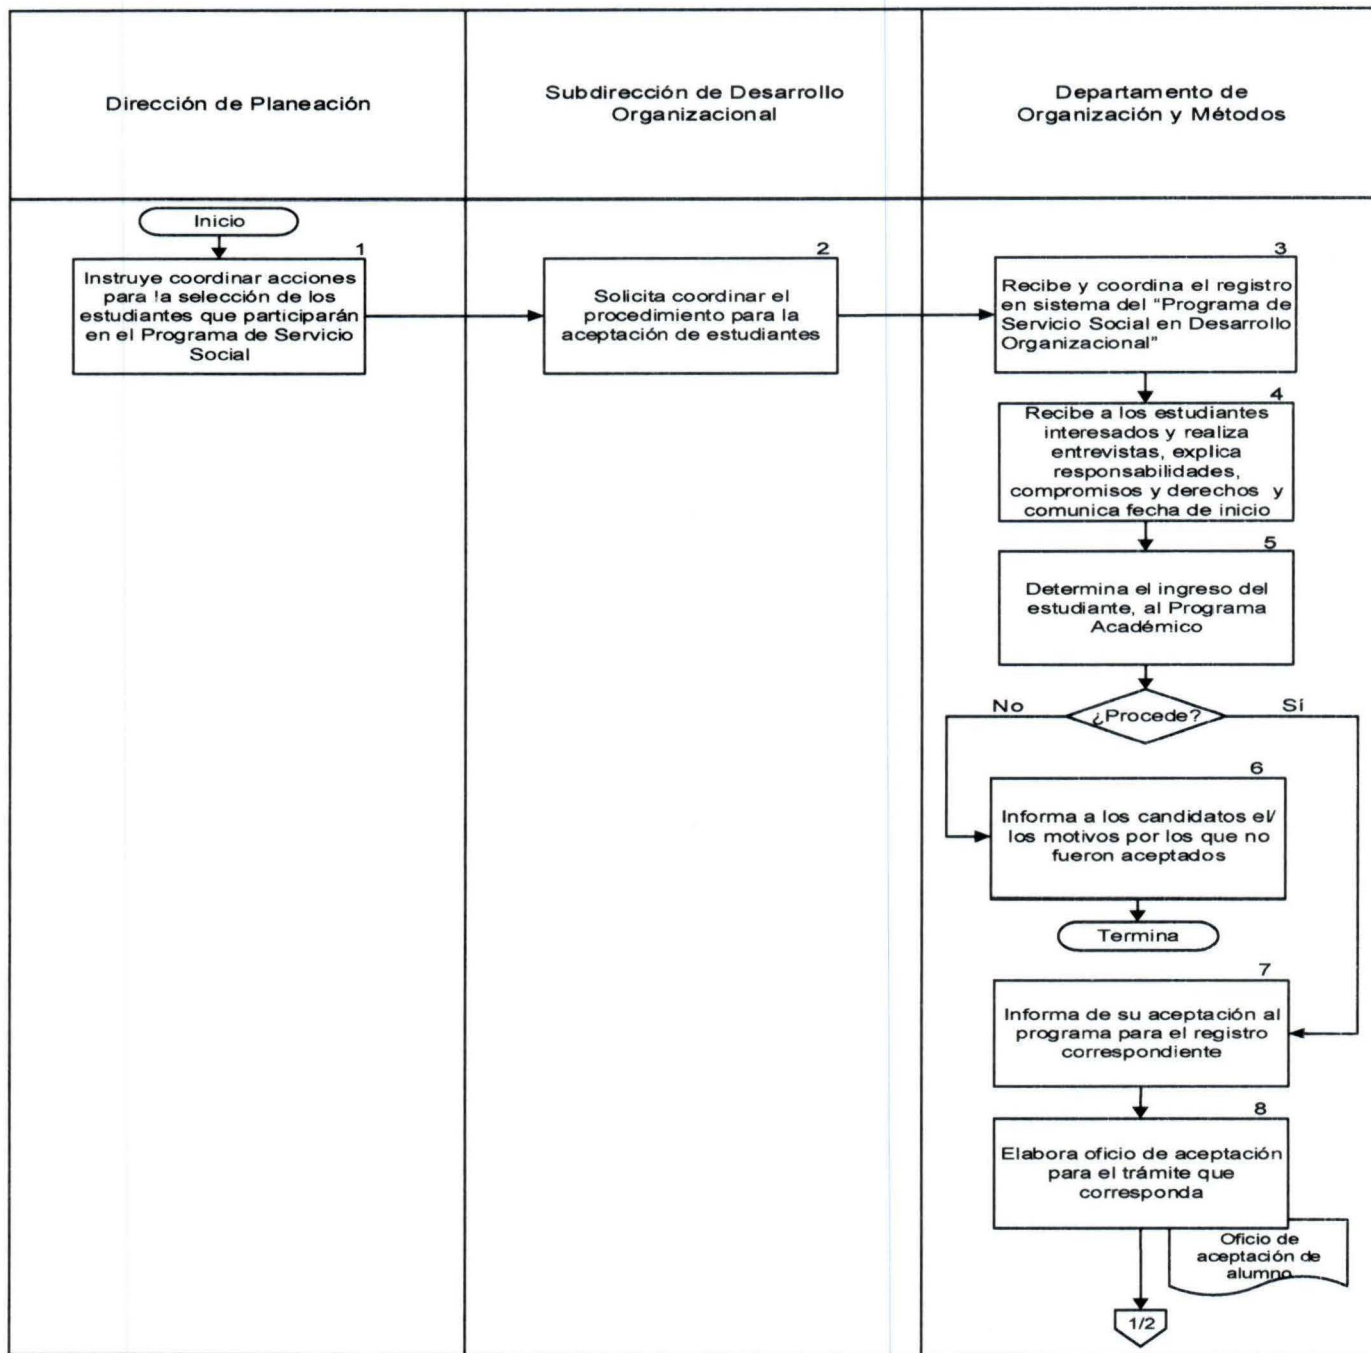 Dirección de Planeación
Subdirección de Desarrollo
Organizacional
Departamento de
Organización y Métodos
Inicio
1
Instruye coordinar acciones
para la selección de los
estudiantes que participarán
en el Programa de Servicio
Social
2
Solicita coordinar el
procedimiento para la
aceptación de estudiantes
3
Recibe y coordina el registro
en sistema del “Programa de
Servicio Social en Desarrollo
Organizacional”
4
Recibe a los estudiantes
interesados y realiza
entrevistas, explica
responsabilidades,
compromisos y derechos y
comunica fecha de inicio
5
Determina el ingreso del
estudiante, al Programa
Académico
No
¿Procede?
Sí
6
Informa a los candidatos el/
los motivos por los que no
fueron aceptados
Termina
7
Informa de su aceptación al
programa para el registro
correspondiente
8
Elabora oficio de aceptación
para el trámite que
corresponda
Oficio de
aceptación de
alumno
1/2